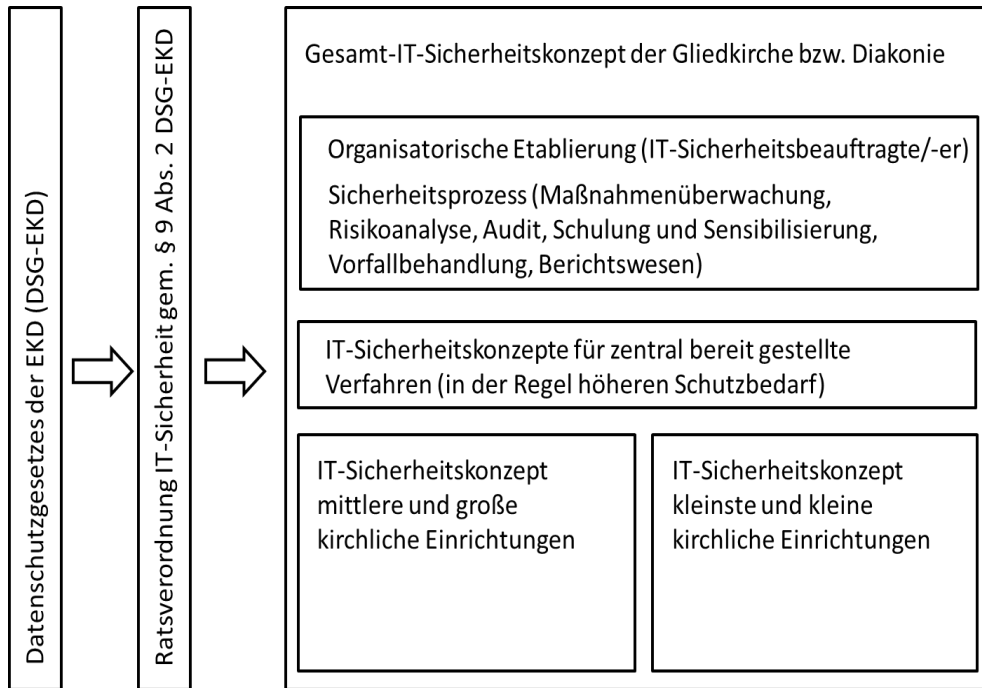 Datenschutzgesetzes der EKD (DSG-EKD)
Ratsverordnung IT-Sicherheit gem. § 9 Abs. 2 DSG-EKD
Gesamt-IT-Sicherheitskonzept der Gliedkirche bzw. Diakonie
Organisatorische Etablierung (IT-Sicherheitsbeauftragte/-er)
Sicherheitsprozess (Maßnahmenüberwachung,
Risikoanalyse, Audit, Schulung und Sensibilisierung,
Vorfallbehandlung, Berichtswesen)
IT-Sicherheitskonzepte für zentral bereit gestellte
Verfahren (in der Regel höheren Schutzbedarf)
IT-Sicherheitskonzept
mittlere und große
kirchliche Einrichtungen
IT-Sicherheitskonzept
kleinste und kleine
kirchliche Einrichtungen